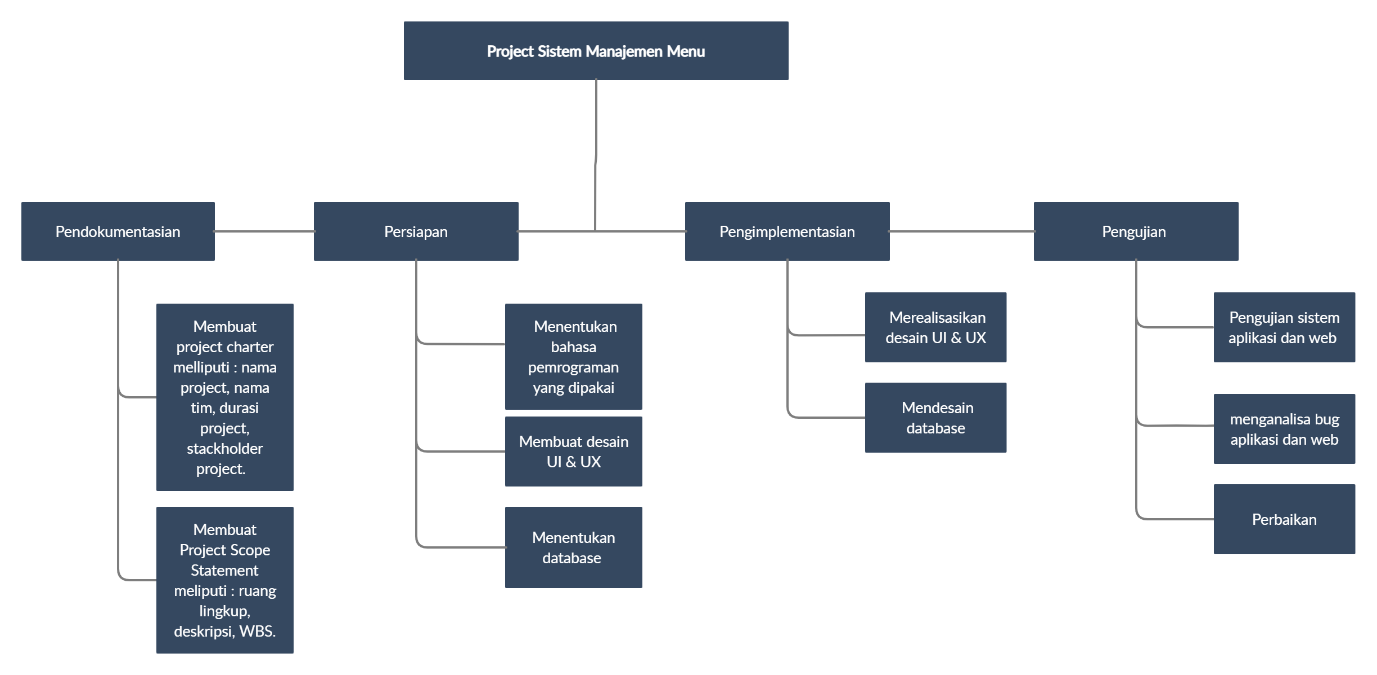 Project Sistem Manajemen Menu
Pendokumentasian
Persiapan
Pengimplementasian
Pengujian
Membuat
project charter
melliputi : nama
project, nama
tim, durasi
project,
stackholder
project.
Membuat
Project Scope
Statement
meliputi : ruang
lingkup,
deskripsi, WBS.
Menentukan
bahasa
pemrograman
yang dipakai
Membuat desain
UI & UX
Menentukan
database
Merealisasikan
desain UI & UX
Mendesain
database
Pengujian sistem
aplikasi dan web
menganalisa bug
aplikasi dan web
Perbaikan